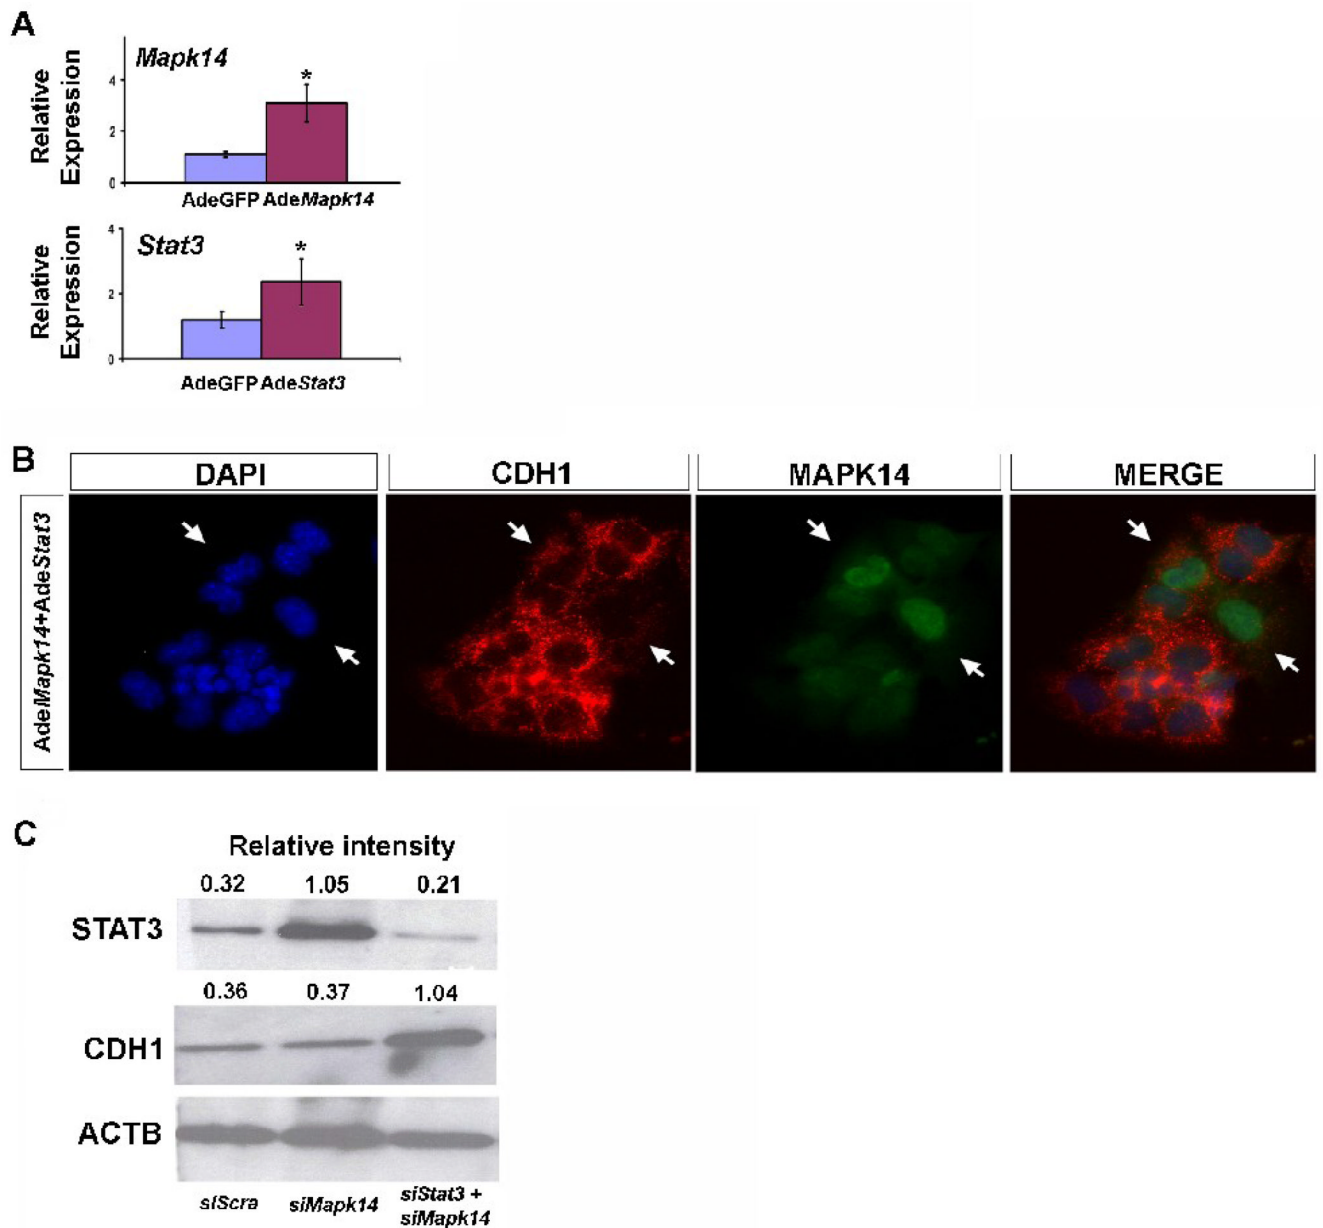 A
Relative
Expression
Mapk14
4
*
2
0
AdeGFP AdeMapk14
Relative
Expression
4
Stat3
*
2
0
AdeGFP AdeStat3
B
DAPI
CDH1
MAPK14
MERGE
AdeMapk14+AdeStat3
C
Relative intensity
0.32 1.05 0.21
STAT3
0.36 0.37 1.04
CDH1
ACTB
siScra
siMapk14
siStat3 +
siMapk14